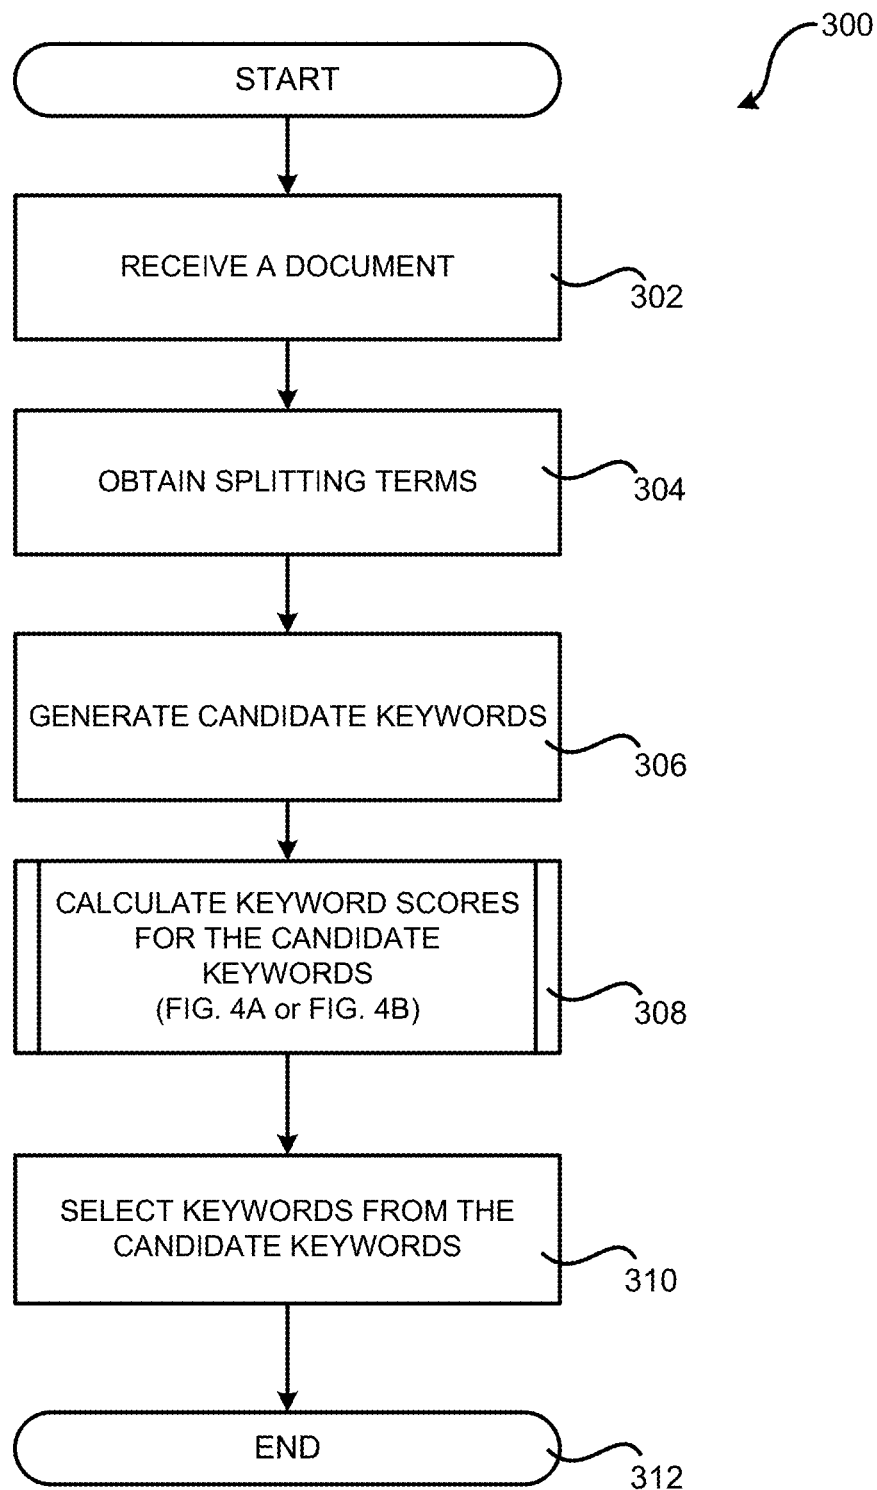 300
START
RECEIVE A DOCUMENT
302
OBTAIN SPLITTING TERMS
304
GENERATE CANDIDATE KEYWORDS
306
CALCULATE KEYWORD SCORES
FOR THE CANDIDATE
KEYWORDS
(FIG. 4A or FIG. 4B)
308
SELECT KEYWORDS FROM THE
CANDIDATE KEYWORDS
310
END
312